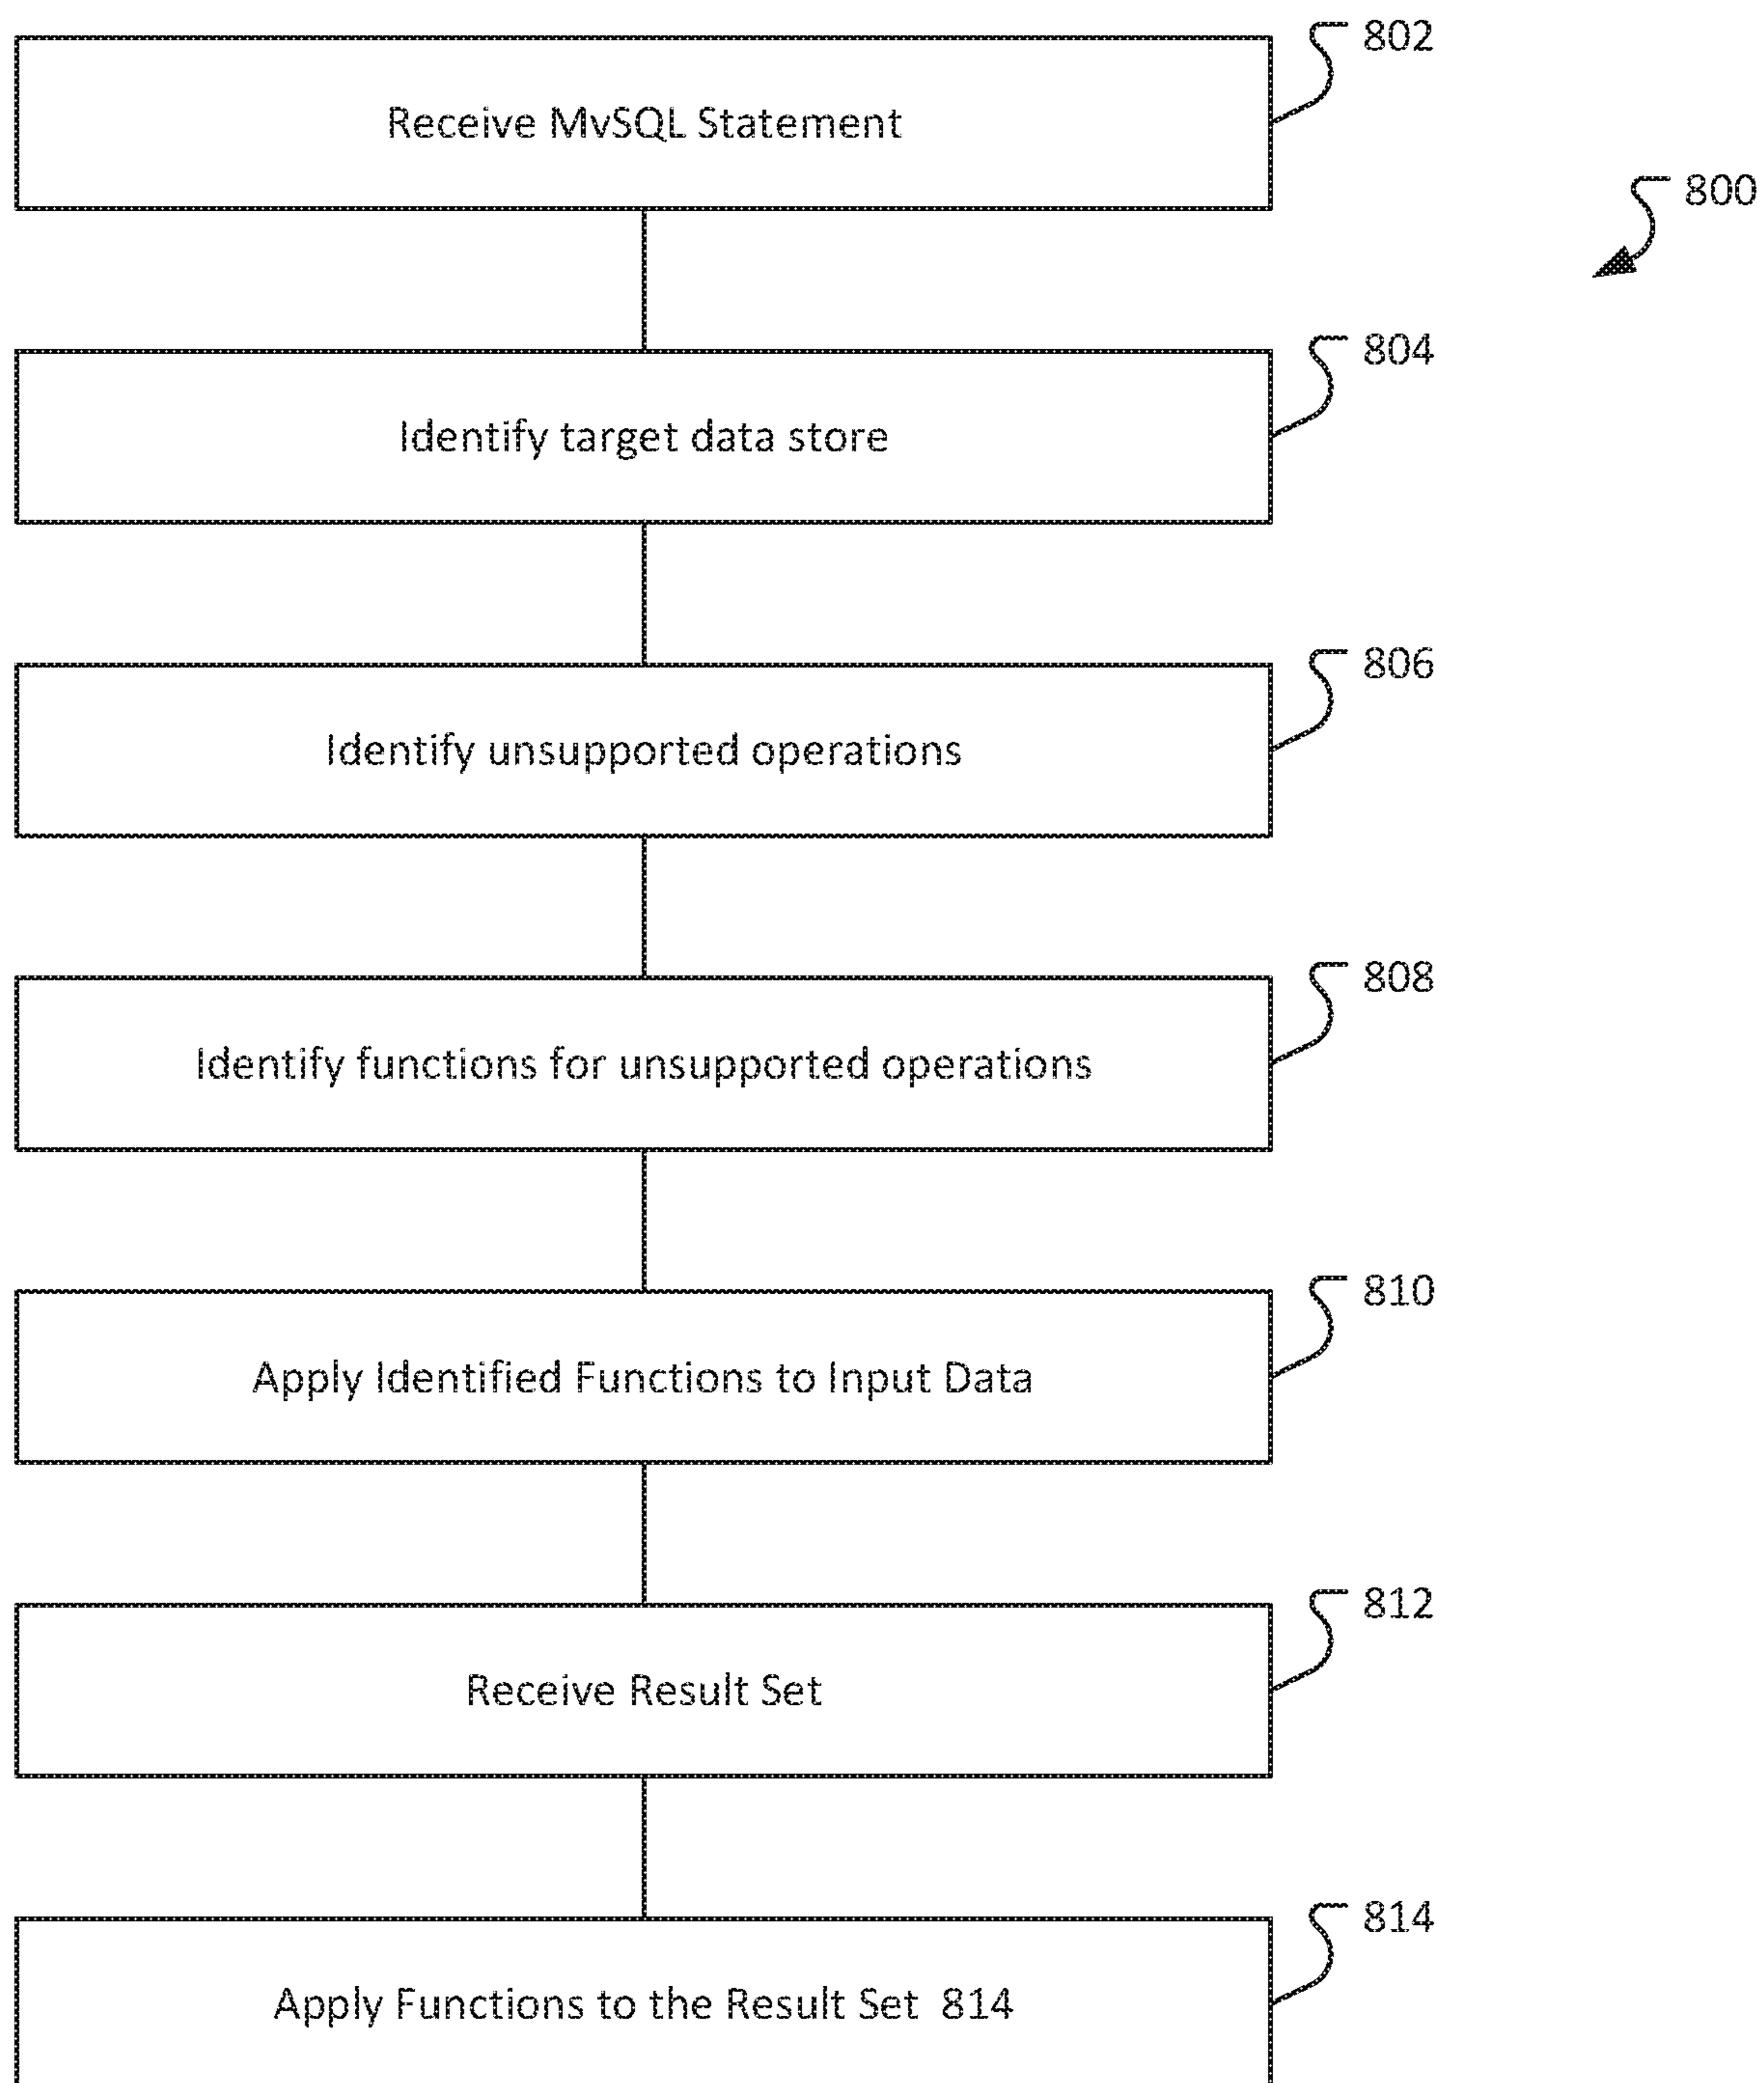 802
Receive MvSQL Statement
800
804
Identify target data store
806
Identify unsupported operations
808
Identify functions for unsupported operations
810
Apply Identified Functions to Input Data
812
Receive Result Set
814
Apply Functions to the Result Set 814